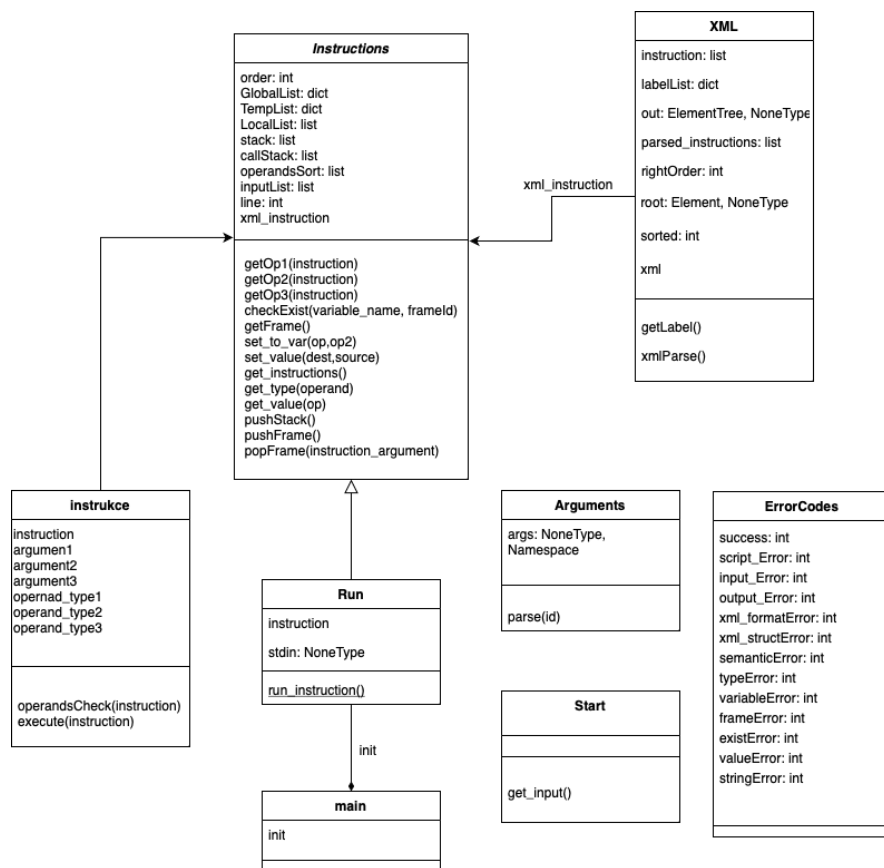 Instructions
order: int
GlobalList: dict
TempList: dict
LocalList: list
stack: list
callStack: list
operandsSort: list
inputList: list
line: int
xml_instruction
getOp1(instruction)
getOp2(instruction)
getOp3(instruction)
checkExist(variable_name, frameId)
getFrame()
set_to_var(op,op2)
set_value(dest,source)
get_instructions()
get_type(operand)
get_value(op)
pushStack()
pushFrame()
popFrame(instruction_argument)
xml_instruction
XML
instruction: list
labelList: dict
out: ElementTree, NoneType
parsed_instructions: list
rightOrder: int
root: Element, NoneType
sorted: int
xml
getLabel()
xmlParse()
instrukce
instruction
argumen1
argument2
argument3
opernad_type1
operand_type2
operand_type3
operandsCheck(instruction)
execute(instruction)
Run
instruction
stdin: NoneType
run_instruction()
init
main
init
Arguments
args: NoneType,
Namespace
parse(id)
Start
get_input()
ErrorCodes
success: int
script_Error: int
input_Error: int
output_Error: int
xml_formatError: int
xml_structError: int
semanticError: int
typeError: int
variableError: int
frameError: int
existError: int
valueError: int
stringError: int